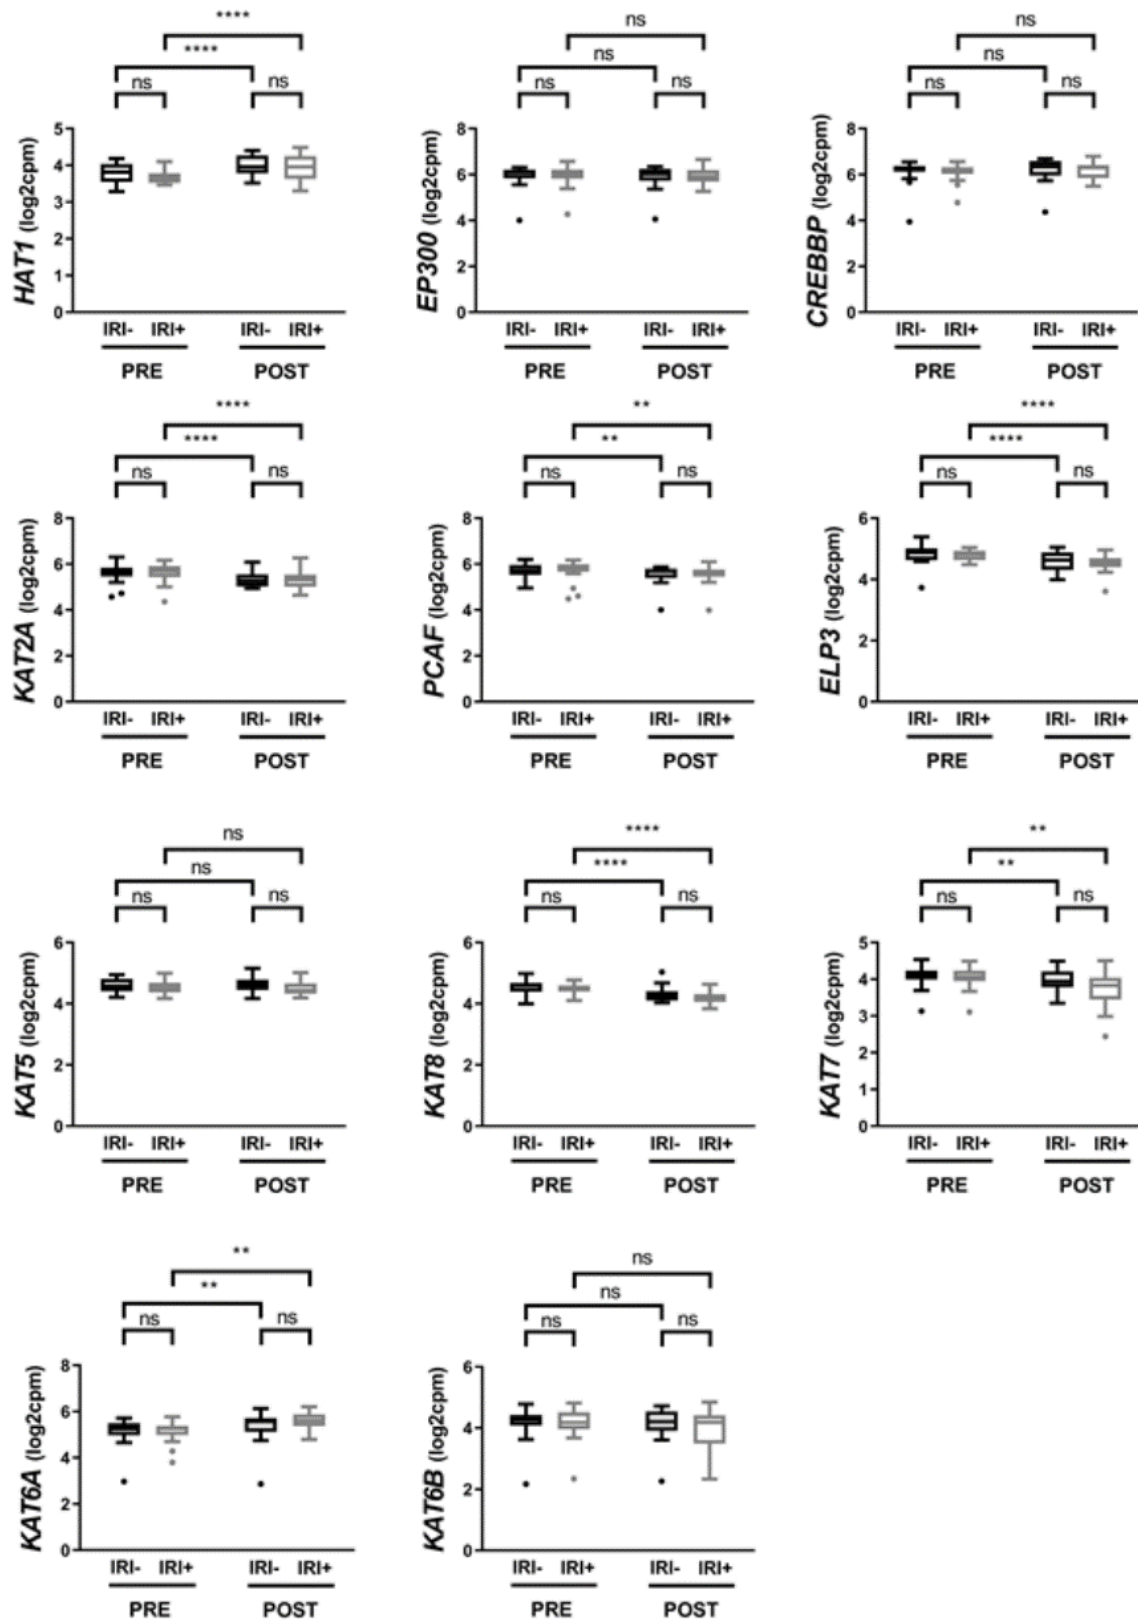 **** ns ns
**** ns ns
ns ns ns ns ns ns
HAT1 (log2cpm) 5 4 3 2 1 0
EP300 (log2cpm) 8 6 4 2 0
CREBBP (log2cpm) 8 6 4 2 0
IRI- IRI+ IRI- IRI+ IRI- IRI+ IRI- IRI+ IRI- IRI+ IRI- IRI+
PRE POST PRE POST PRE POST
**** ** ****
**** ** ****
ns ns ns ns ns ns
KAT2A (log2cpm) 8 6 4 2 0
PCAF (log2cpm) 8 6 4 2 0
ELP3 (log2cpm) 6 4 2 0
IRI- IRI+ IRI- IRI+ IRI- IRI+ IRI- IRI+ IRI- IRI+ IRI- IRI+
PRE POST PRE POST PRE POST
ns **** **
ns **** **
ns ns ns ns ns ns
KAT5 (log2cpm) 6 4 2 0
KAT8 (log2cpm) 6 4 2 0
KAT7 (log2cpm) 5 4 3 2 1 0
IRI- IRI+ IRI- IRI+ IRI- IRI+ IRI- IRI+ IRI- IRI+ IRI- IRI+
PRE POST PRE POST PRE POST
** ns
** ns
ns ns ns ns
KAT6A (log2cpm) 8 6 4 2 0
KAT6B (log2cpm) 6 4 2 0
IRI- IRI+ IRI- IRI+ IRI- IRI+ IRI- IRI+
PRE POST PRE POST